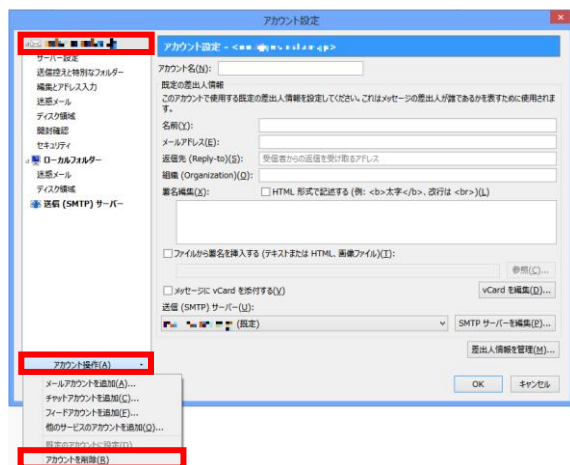 アカウント設定
サーバー設定
送信控えと特別なフォルダー
編集とアドレス入力
迷惑メール
ディスク領域
開封確認
セキュリティ
ローカルフォルダー
迷惑メール
ディスク領域
送信 (SMTP) サーバー
アカウント操作(A)
アカウント設定 - <
アカウント名(N):
既定の差出人情報
このアカウントで使用する既定の差出人情報を設定してください。これはメッセージの差出人が誰であるかを表すために使用されま
す。
名前(Y):
メールアドレス(E):
返信先 (Reply-to)(S): 受信者からの返信を受け取るアドレス
組織 (Organization)(O):
署名編集(X): HTML 形式で記述する (例: <b>太字</b>、改行は <br>)(L)
ファイルから署名を挿入する (テキストまたは HTML、画像ファイル)(T):
参照(C)...
メッセージに vCard を添付する(V) vCard を編集(D)...
送信 (SMTP) サーバー(U):
(既定) SMTP サーバーを編集(P)...
差出人情報を管理(M)...
OK キャンセル
メールアカウントを追加(A)...
チャットアカウントを追加(C)...
フィードアカウントを追加(F)...
他のサービスのアカウントを追加(O)...
既定のアカウントに設定(D)
アカウントを削除(R)